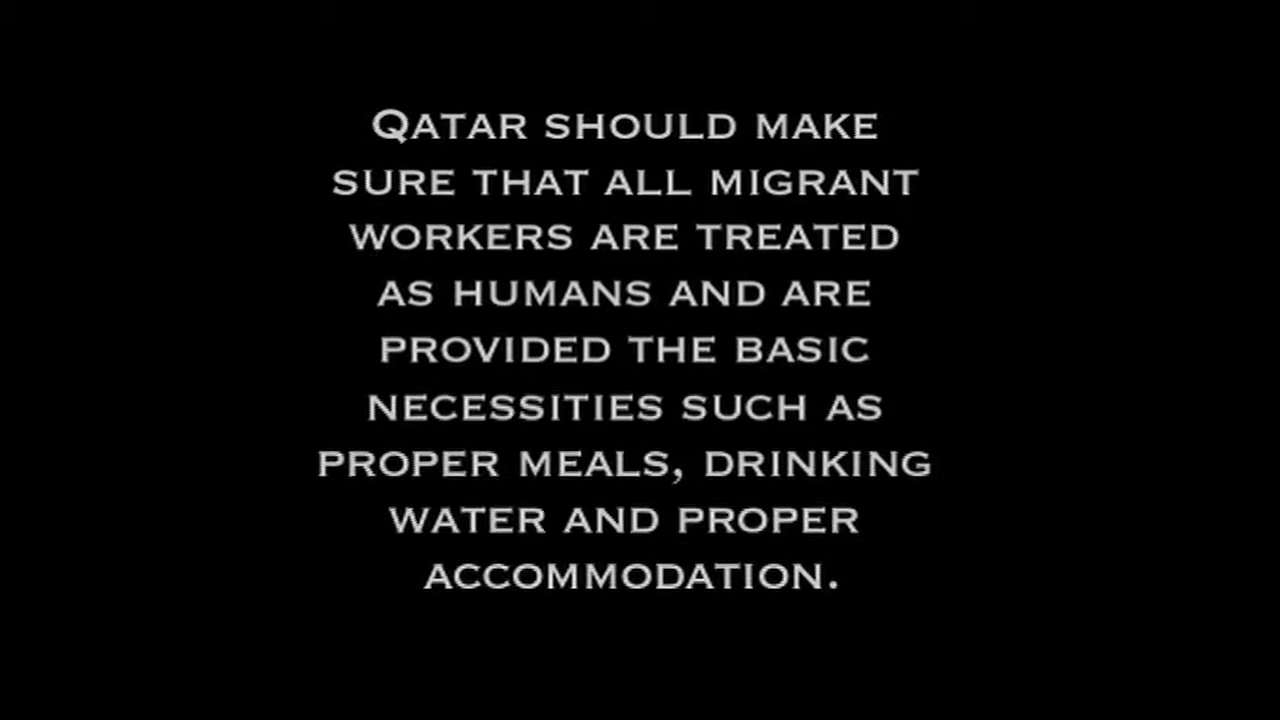 Qatar should make
sure that all migrant
workers are treated
as humans and are
provided the basic
necessities such as
proper meals, drinking
water and proper
accommodation.